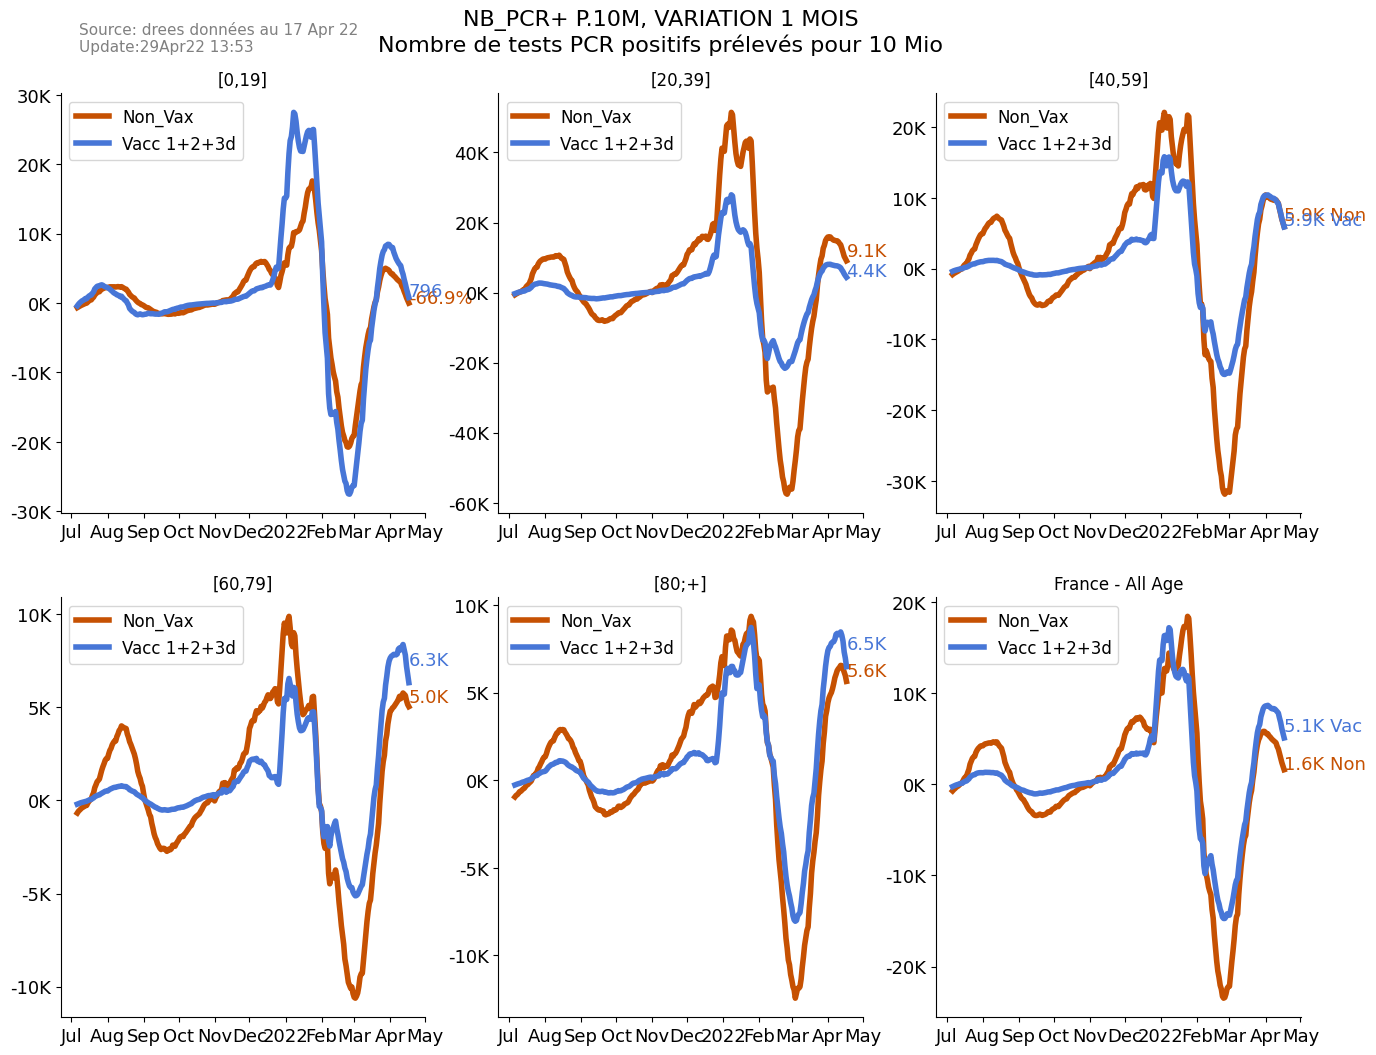 NB_PCR+ P.10M, VARIATION 1 MOIS
Source: drees données au 17 Apr 22
Update:29Apr22 13:53
Nombre de tests PCR positifs prélevés pour 10 Mio
[0,19]
Non_Vax
Vacc 1+2+3d
30K
20K
10K
0K
-10K
-20K
-30K
796
-66.9%
Jul Aug Sep Oct Nov Dec 2022 Feb Mar Apr May
[20,39]
Non_Vax
Vacc 1+2+3d
40K
20K
0K
-20K
-40K
-60K
9.1K
4.4K
Jul Aug Sep Oct Nov Dec 2022 Feb Mar Apr May
[40,59]
Non_Vax
Vacc 1+2+3d
20K
10K
0K
-10K
-20K
-30K
5.9K Non
5.9K Vac
Jul Aug Sep Oct Nov Dec 2022 Feb Mar Apr May
[60,79]
Non_Vax
Vacc 1+2+3d
10K
5K
0K
-5K
-10K
6.3K
5.0K
Jul Aug Sep Oct Nov Dec 2022 Feb Mar Apr May
[80;+]
Non_Vax
Vacc 1+2+3d
10K
5K
0K
-5K
-10K
6.5K
5.6K
Jul Aug Sep Oct Nov Dec 2022 Feb Mar Apr May
France - All Age
Non_Vax
Vacc 1+2+3d
20K
10K
0K
-10K
-20K
5.1K Vac
1.6K Non
Jul Aug Sep Oct Nov Dec 2022 Feb Mar Apr May